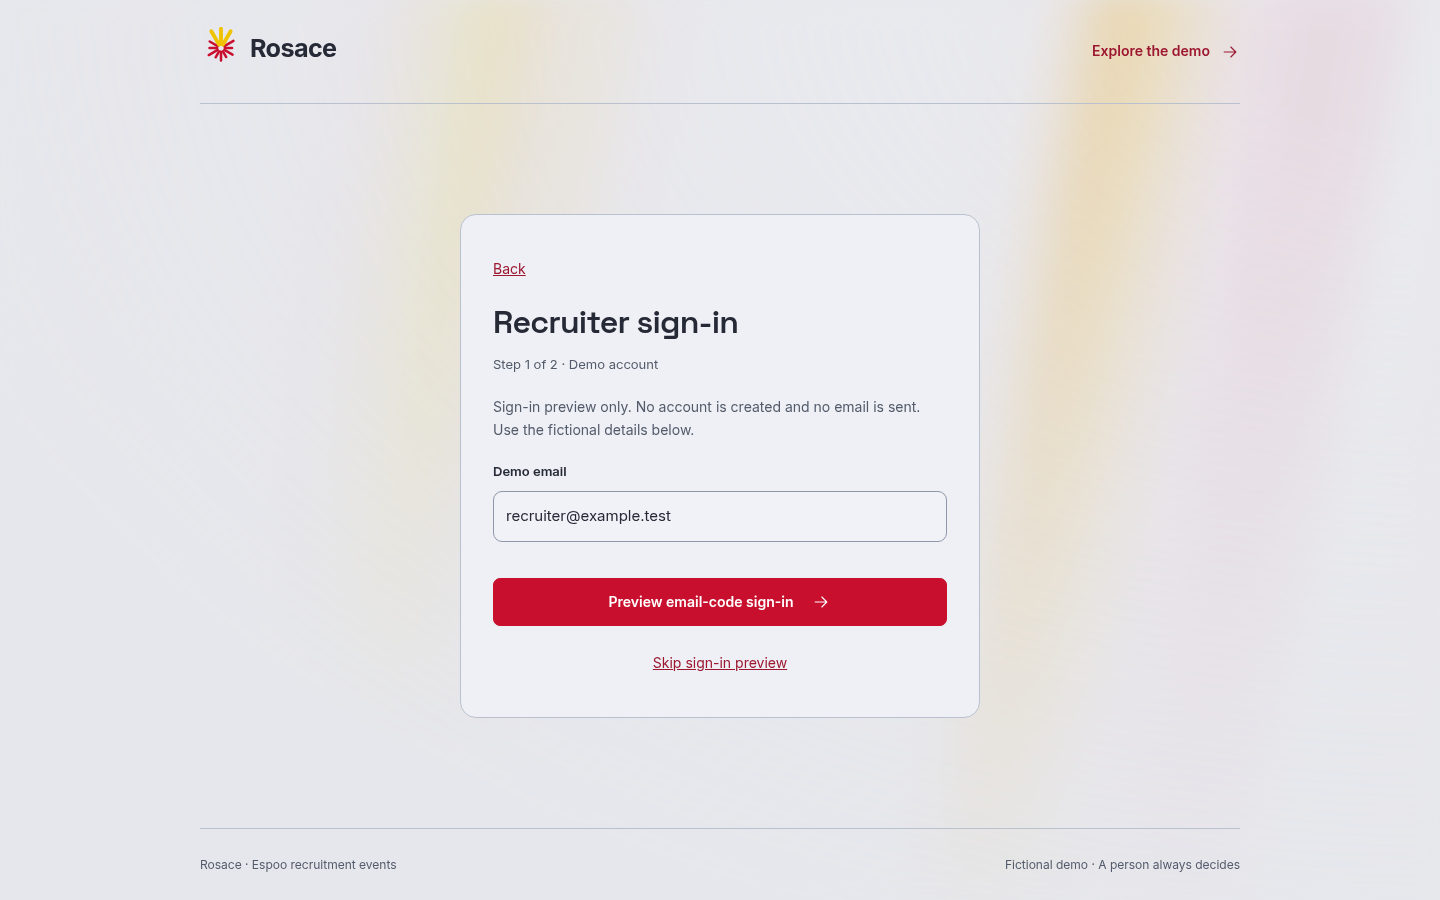 Rosace
Explore the demo
Back
Recruiter sign-in
Step 1 of 2 · Demo account
Sign-in preview only. No account is created and no email is sent.
Use the fictional details below.
Demo email
recruiter@example.test
Preview email-code sign-in
Skip sign-in preview
Rosace · Espoo recruitment events
Fictional demo · A person always decides